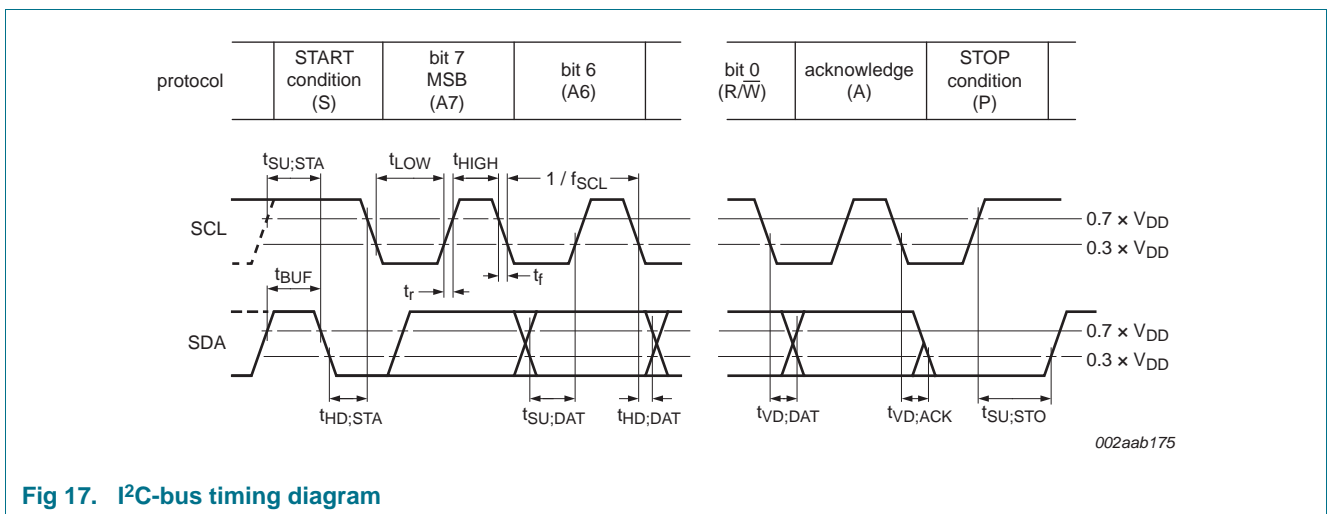 protocol
START
condition
(S)
bit 7
MSB
(A7)
bit 6
(A6)
bit 0
(R/W̅)
acknowledge
(A)
STOP
condition
(P)
tSU;STA
tLOW
tHIGH
1 / fSCL
SCL
0.7 × VDD
0.3 × VDD
tBUF
tr
tf
SDA
0.7 × VDD
0.3 × VDD
tHD;STA
tSU;DAT
tHD;DAT
tVD;DAT
tVD;ACK
tSU;STO
002aab175
Fig 17. I²C-bus timing diagram